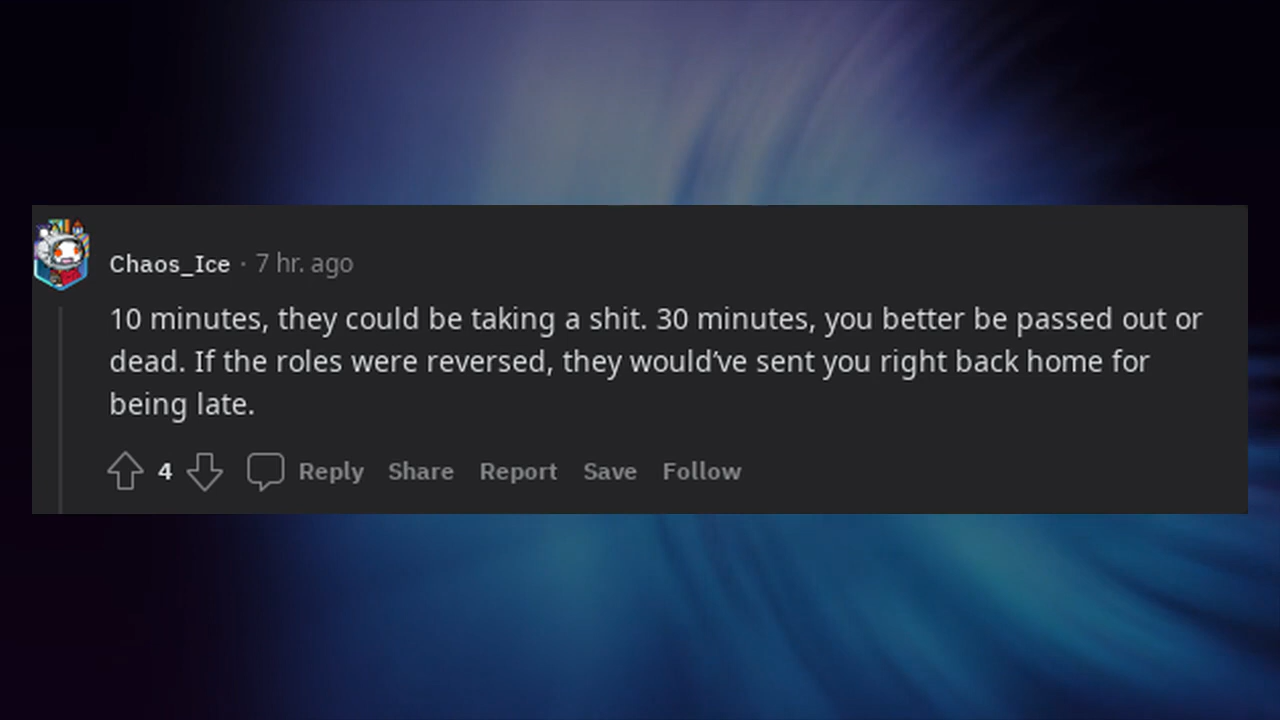 Chaos_Ice · 7 hr. ago
10 minutes, they could be taking a shit. 30 minutes, you better be passed out or
dead. If the roles were reversed, they would’ve sent you right back home for
being late.
4 Reply Share Report Save Follow